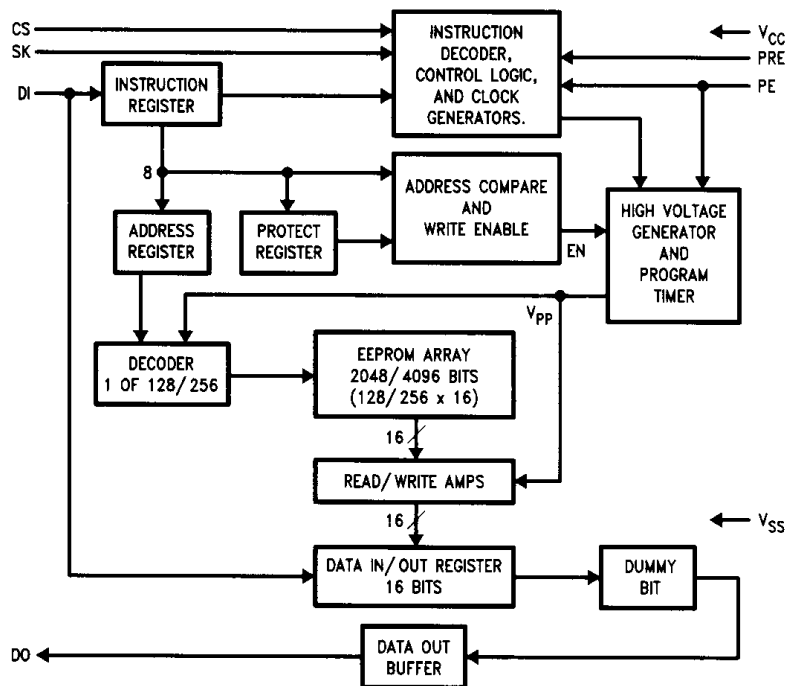 CS
SK
DI
INSTRUCTION
REGISTER
INSTRUCTION
DECODER,
CONTROL LOGIC,
AND CLOCK
GENERATORS.
VCC
PRE
PE
8
ADDRESS
REGISTER
PROTECT
REGISTER
ADDRESS COMPARE
AND
WRITE ENABLE
EN
HIGH VOLTAGE
GENERATOR
AND
PROGRAM
TIMER
VPP
DECODER
1 OF 128/256
EEPROM ARRAY
2048/4096 BITS
(128/256 x 16)
16
READ/WRITE AMPS
16
VSS
DATA IN/OUT REGISTER
16 BITS
DUMMY
BIT
DO
DATA OUT
BUFFER